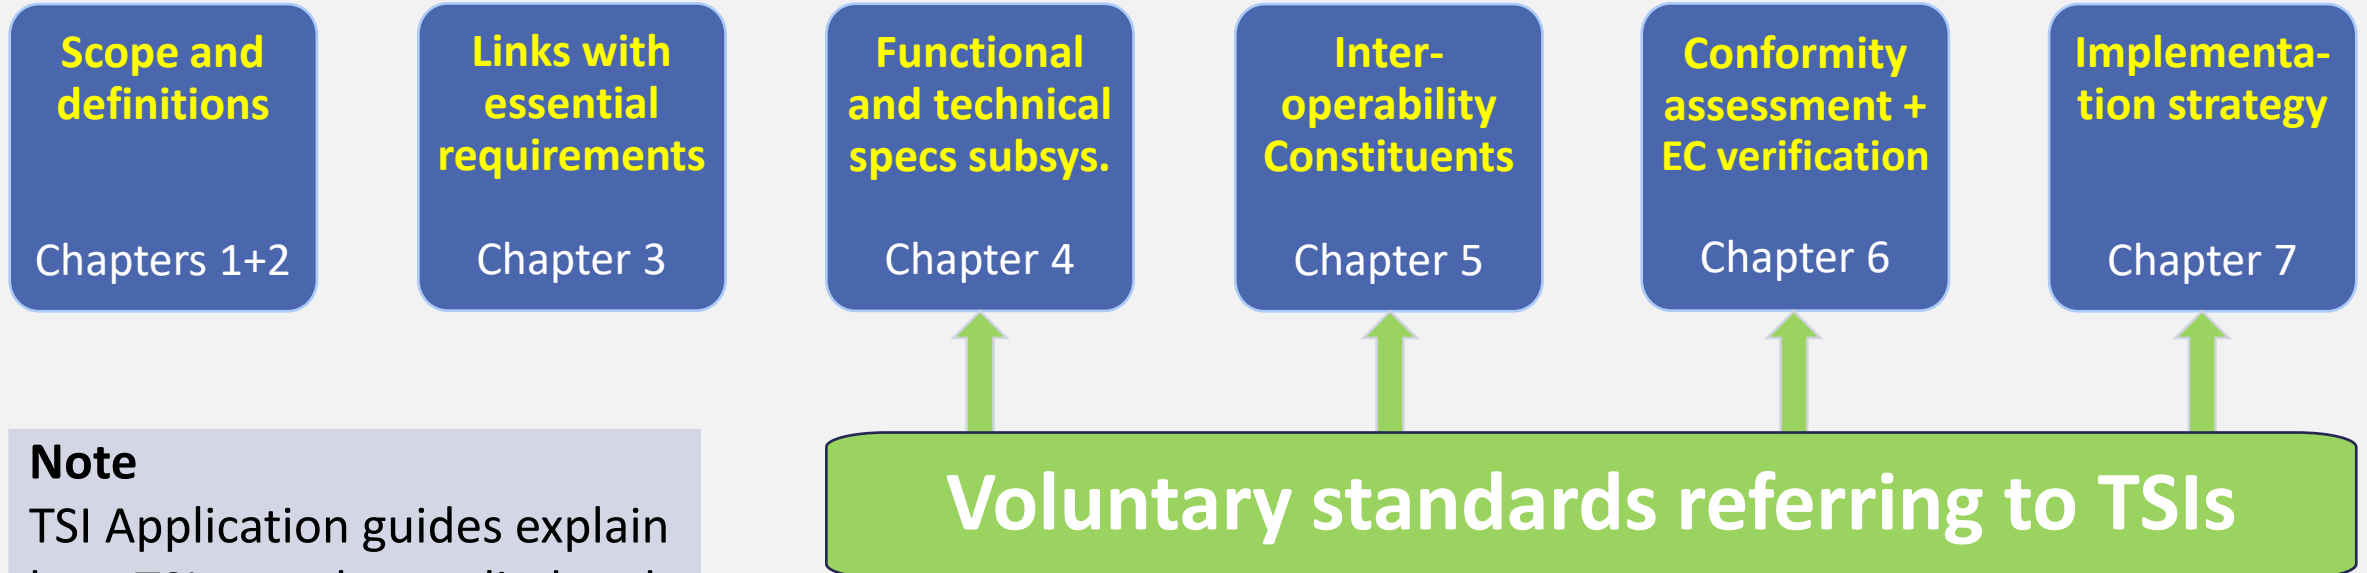 Scope and
definitions
Chapters 1+2
Links with
essential
requirements
Chapter 3
Functional
and technical
specs subsys.
Chapter 4
Inter-
operability
Constituents
Chapter 5
Conformity
assessment +
EC verification
Chapter 6
Implementa-
tion strategy
Chapter 7
Note
TSI Application guides explain
Voluntary standards referring to TSIs